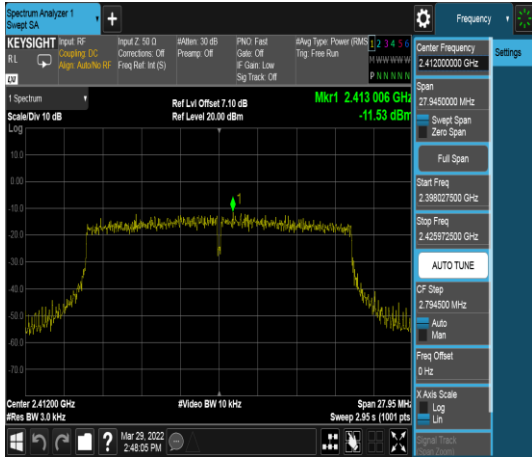 Spectrum Analyzer 1
Swept SA
Frequency
KEYSIGHT
RL
Input: RF
Coupling: DC
Align: Auto/No RF
Input Z: 50 Ω
Corrections: Off
Freq Ref: Int (S)
#Atten: 30 dB
Preamp: Off
PNO: Fast
Gate: Off
IF Gain: Low
Sig Track: Off
#Avg Type: Power (RMS
Trig: Free Run
1 2 3 4 5 6
M W W W W W
P N N N N N
LXI
1 Spectrum
Scale/Div 10 dB
Ref Lvl Offset 7.10 dB
Ref Level 20.00 dBm
Mkr1 2.413 006 GHz
-11.53 dBm
Log
10.0
0.00
-10.0
-20.0
-30.0
-40.0
-50.0
-60.0
-70.0
1
Center 2.41200 GHz
#Res BW 3.0 kHz
#Video BW 10 kHz
Span 27.95 MHz
Sweep 2.95 s (1001 pts)
Mar 29, 2022
2:48:05 PM
Center Frequency
2.412000000 GHz
Settings
Span
27.9450000 MHz
Swept Span
Zero Span
Full Span
Start Freq
2.398027500 GHz
Stop Freq
2.425972500 GHz
AUTO TUNE
CF Step
2.794500 MHz
Auto
Man
Freq Offset
0 Hz
X Axis Scale
Log
Lin
Signal Track
(Span Zoom)